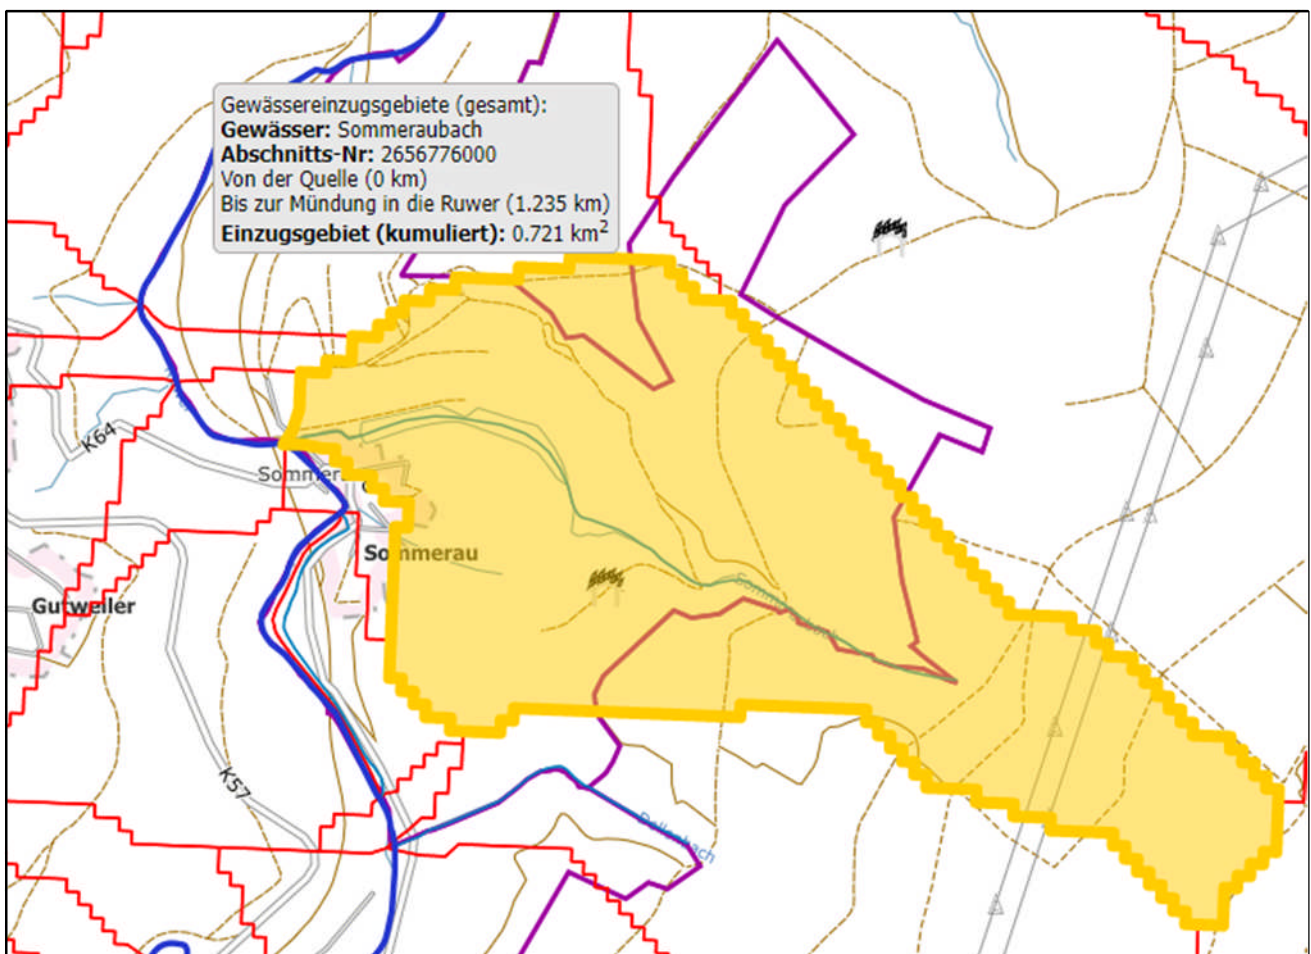 Gewässereinzugsgebiete (gesamt):
Gewässer: Sommeraubach
Abschnitts-Nr: 2656776000
Von der Quelle (0 km)
Bis zur Mündung in die Ruwer (1.235 km)
Einzugsgebiet (kumuliert): 0.721 km²
K64
Sommerau
Gutweiler
K57